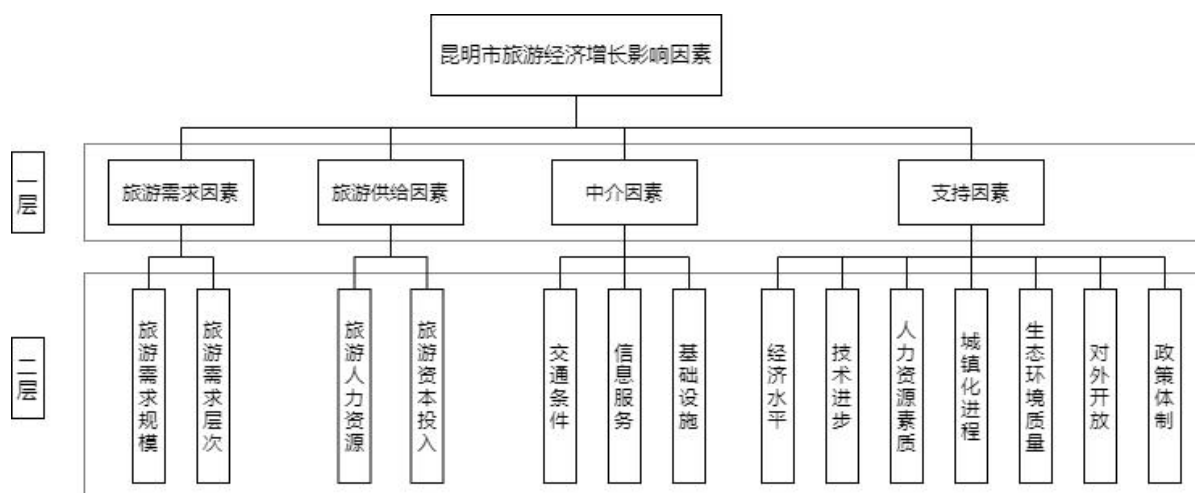 昆明市旅游经济增长影响因素
一层
旅游需求因素
旅游供给因素
中介因素
支持因素
二层
旅游需求规模
旅游需求层次
旅游人力资源
旅游资本投入
交通条件
信息服务
基础设施
经济水平
技术进步
人力资源素质
城镇化进程
生态环境质量
对外开放
政策体制